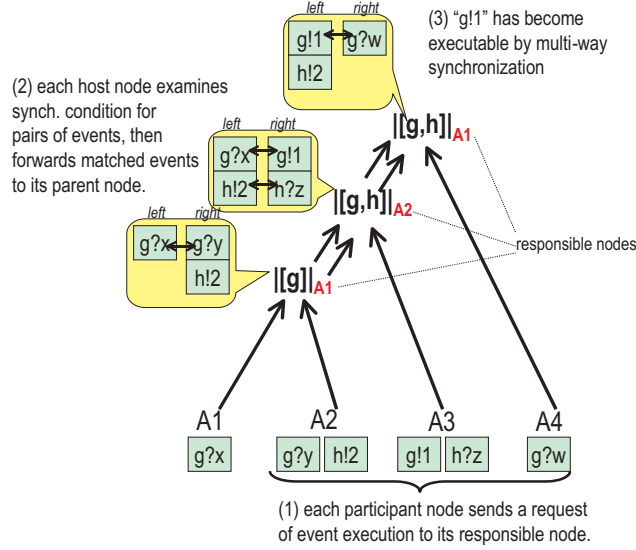 left right
g!1 g?w
h!2
(3) “g!1” has become
executable by multi-way
synchronization
(2) each host node examines
synch. condition for
pairs of events, then
forwards matched events
to its parent node.
|[g,h]|A1
left right
g?x g!1
h!2 h?z
|[g,h]|A2
left right
g?x g?y
h!2
responsible nodes
|[g]|A1
A1 A2 A3 A4
g?x g?y h!2 g!1 h?z g?w
(1) each participant node sends a request
of event execution to its responsible node.